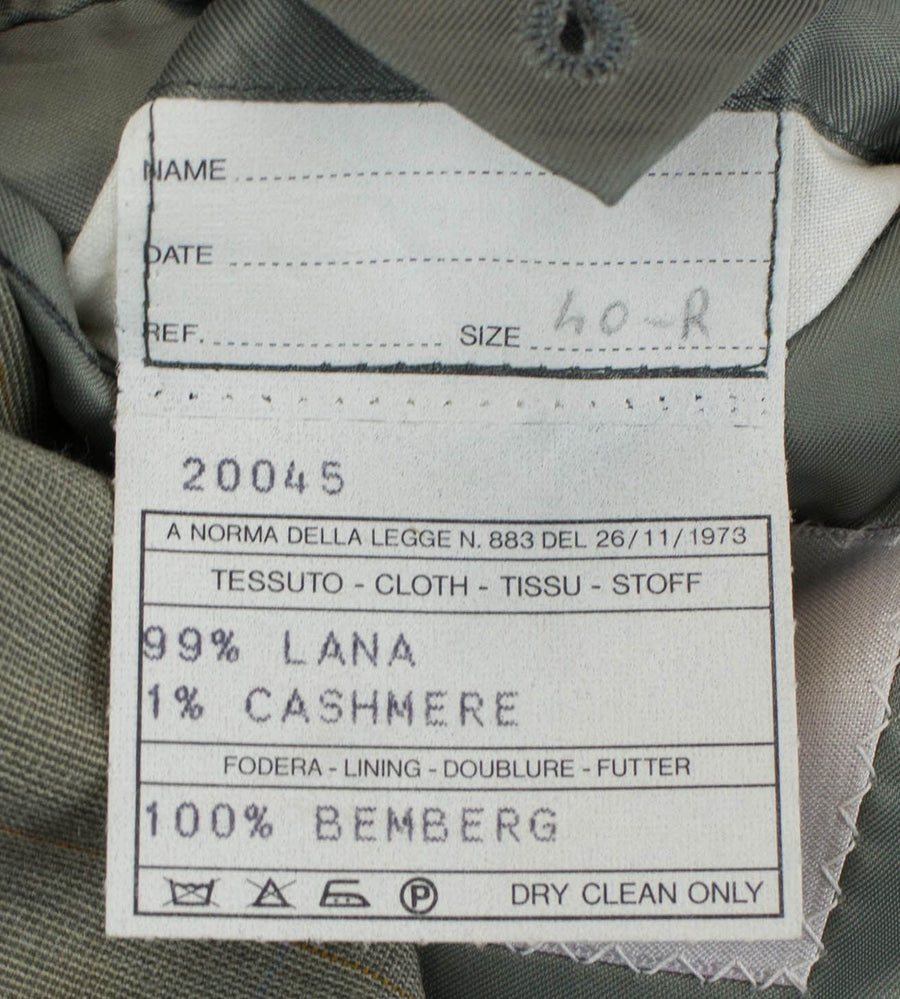 NAME
DATE
REF. SIZE 40-R
20045
A NORMA DELLA LEGGE N. 883 DEL 26/11/1973
TESSUTO - CLOTH - TISSU - STOFF
99% LANA
1% CASHMERE
FODERA - LINING - DOUBLURE - FUTTER
100% BEMBERG
P DRY CLEAN ONLY